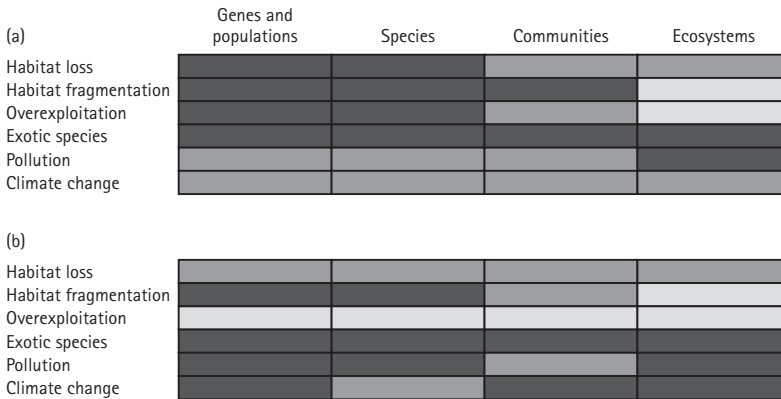 Genes and
(a) populations Species Communities Ecosystems
Habitat loss
Habitat fragmentation
Overexploitation
Exotic species
Pollution
Climate change
(b)
Habitat loss
Habitat fragmentation
Overexploitation
Exotic species
Pollution
Climate change